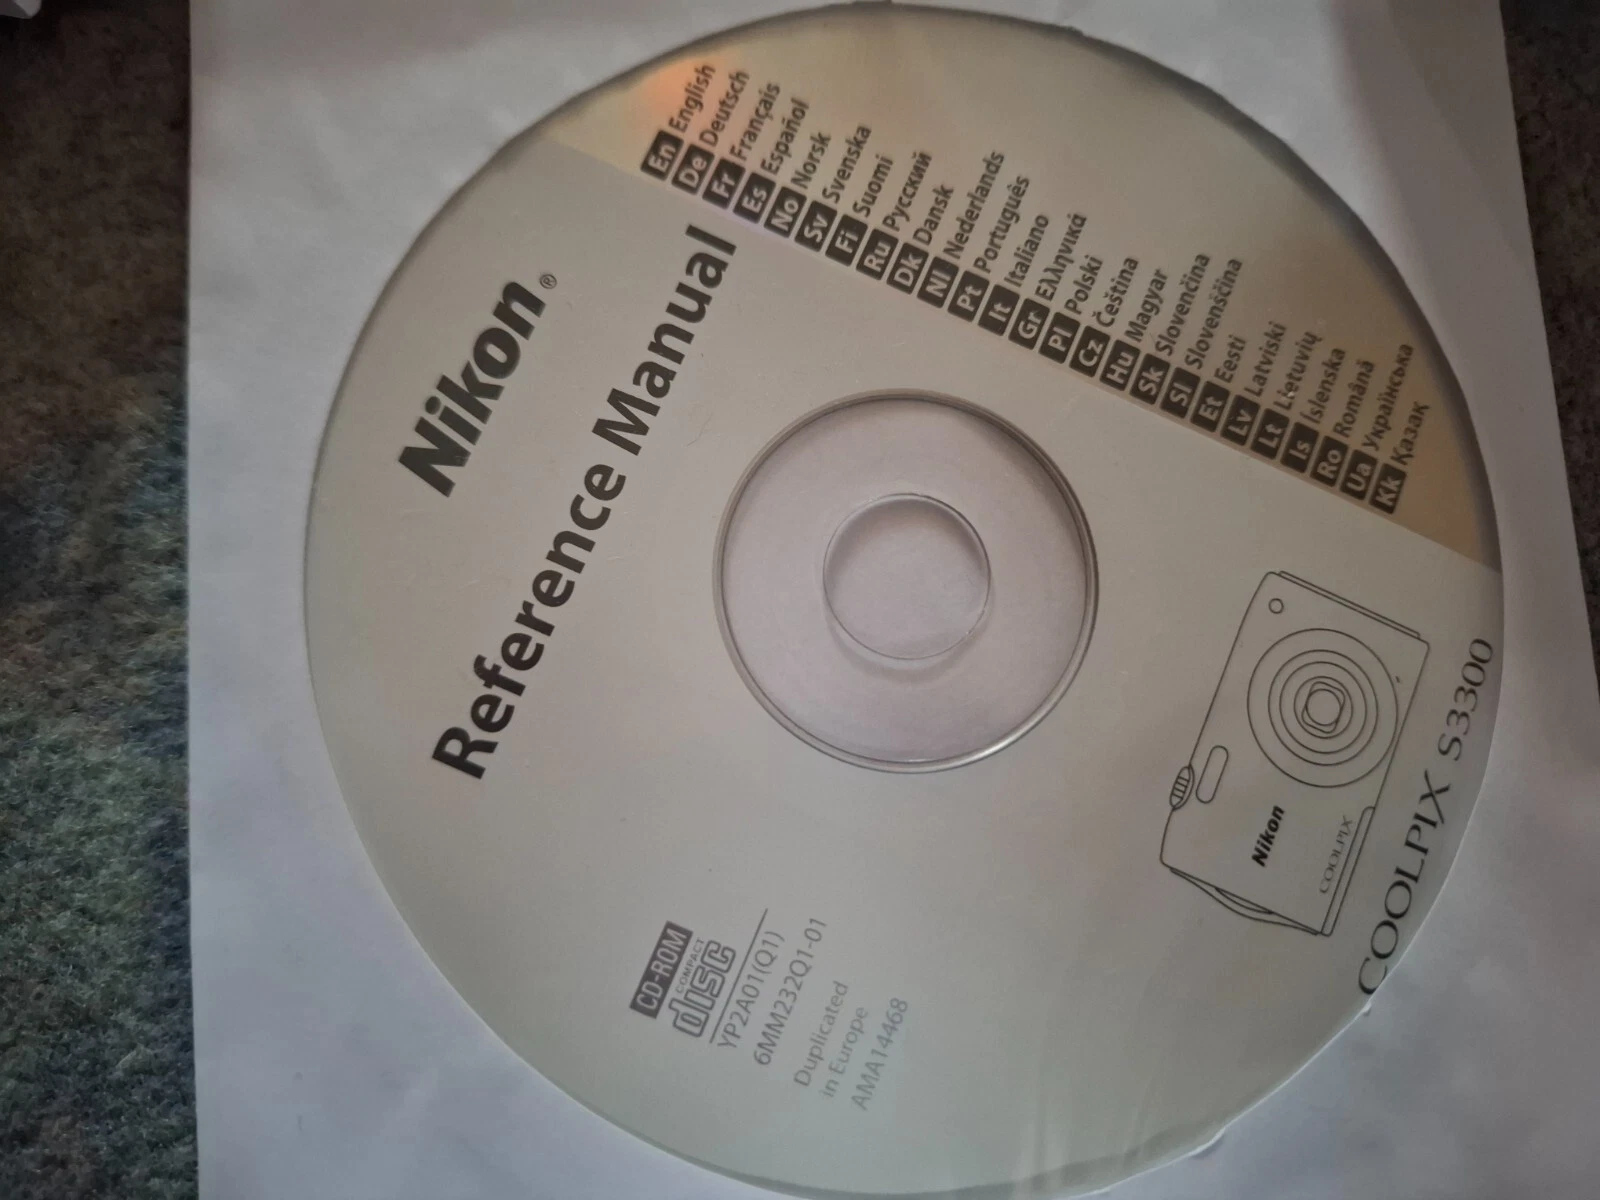 Nikon®
Reference Manual
En English
De Deutsch
Fr Français
Es Español
No Norsk
Sv Svenska
Fi Suomi
Ru Русский
Dk Dansk
Nl Nederlands
Pt Português
It Italiano
Gr Ελληνικά
Pl Polski
Cz Čeština
Hu Magyar
Sk Slovenčina
Sl Slovenščina
Et Eesti
Lv Latviski
Lt Lietuvių
Is Íslenska
Ro Română
Ua Українська
Kk Қазақ
CD-ROM
COMPACT
disc
YP2A01(Q1)
6MM232Q1-01
Duplicated
in Europe
AMA14468
Nikon
COOLPIX
COOLPIX S3300